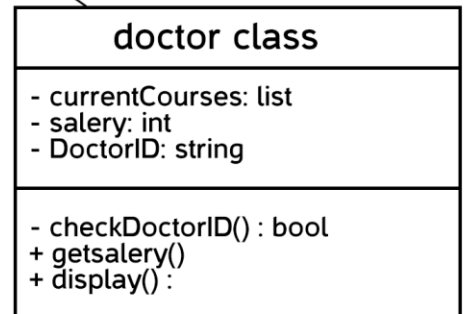 doctor class
- currentCourses: list
- salery: int
- DoctorID: string
- checkDoctorID() : bool
+ getsalery()
+ display() :